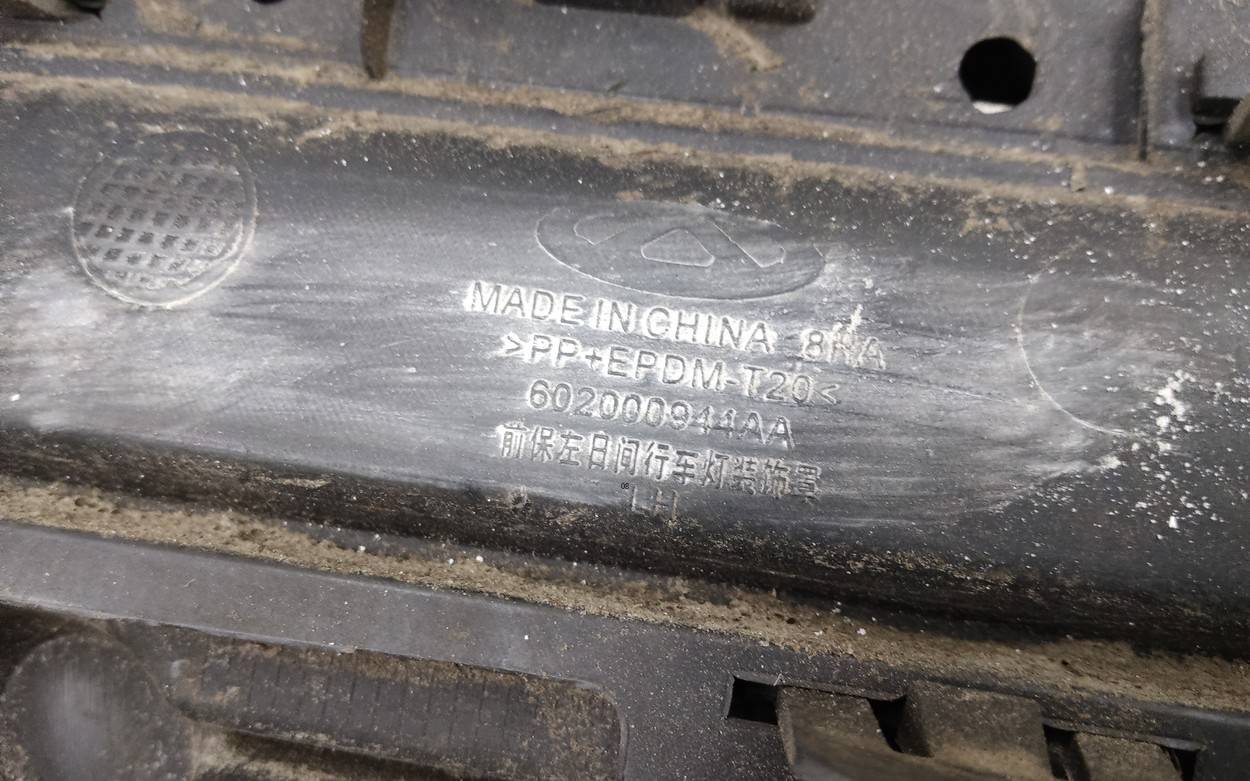 MADE IN CHINA 8HA
>PP+EPDM-T20<
602000944AA
前保左日间行车灯装饰罩
LH